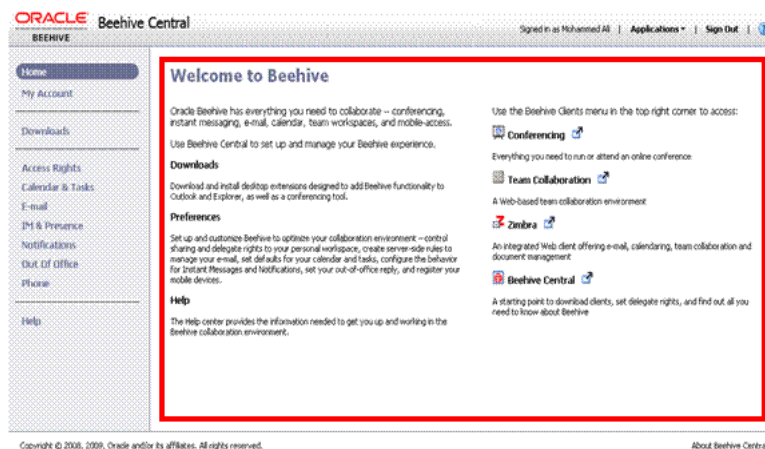 ORACLE Beehive Central
BEEHIVE
Signed in as Mohammed Ali | Applications | Sign Out |
Home
My Account
Downloads
Access Rights
Calendar & Tasks
E-mail
IM & Presence
Notifications
Out Of Office
Phone
Help
Welcome to Beehive
Oracle Beehive has everything you need to collaborate – conferencing,
instant messaging, e-mail, calendar, team workspaces, and mobile-access.
Use Beehive Central to set up and manage your Beehive experience.
Downloads
Download and install desktop extensions designed to add Beehive functionality to
Outlook and Explorer, as well as a conferencing tool.
Preferences
Set up and customize Beehive to optimize your collaboration environment – control
sharing and delegate rights to your personal workspace, create server-side rules to
manage your e-mail, set defaults for your calendar and tasks, configure the behavior
for Instant Messages and Notifications, set your out-of-office reply, and register your
mobile devices.
Help
The Help center provides the information needed to get you up and working in the
Beehive collaboration environment.
Use the Beehive Clients menu in the top right corner to access:
Conferencing
Everything you need to run or attend an online conference
Team Collaboration
A Web-based team collaboration environment
Zimbra
An integrated Web client offering e-mail, calendaring, team collaboration and
document management
Beehive Central
A starting point to download clients, set delegate rights, and find out all you
need to know about Beehive
Copyright © 2008, 2009, Oracle and/or its affiliates. All rights reserved.
About Beehive Central